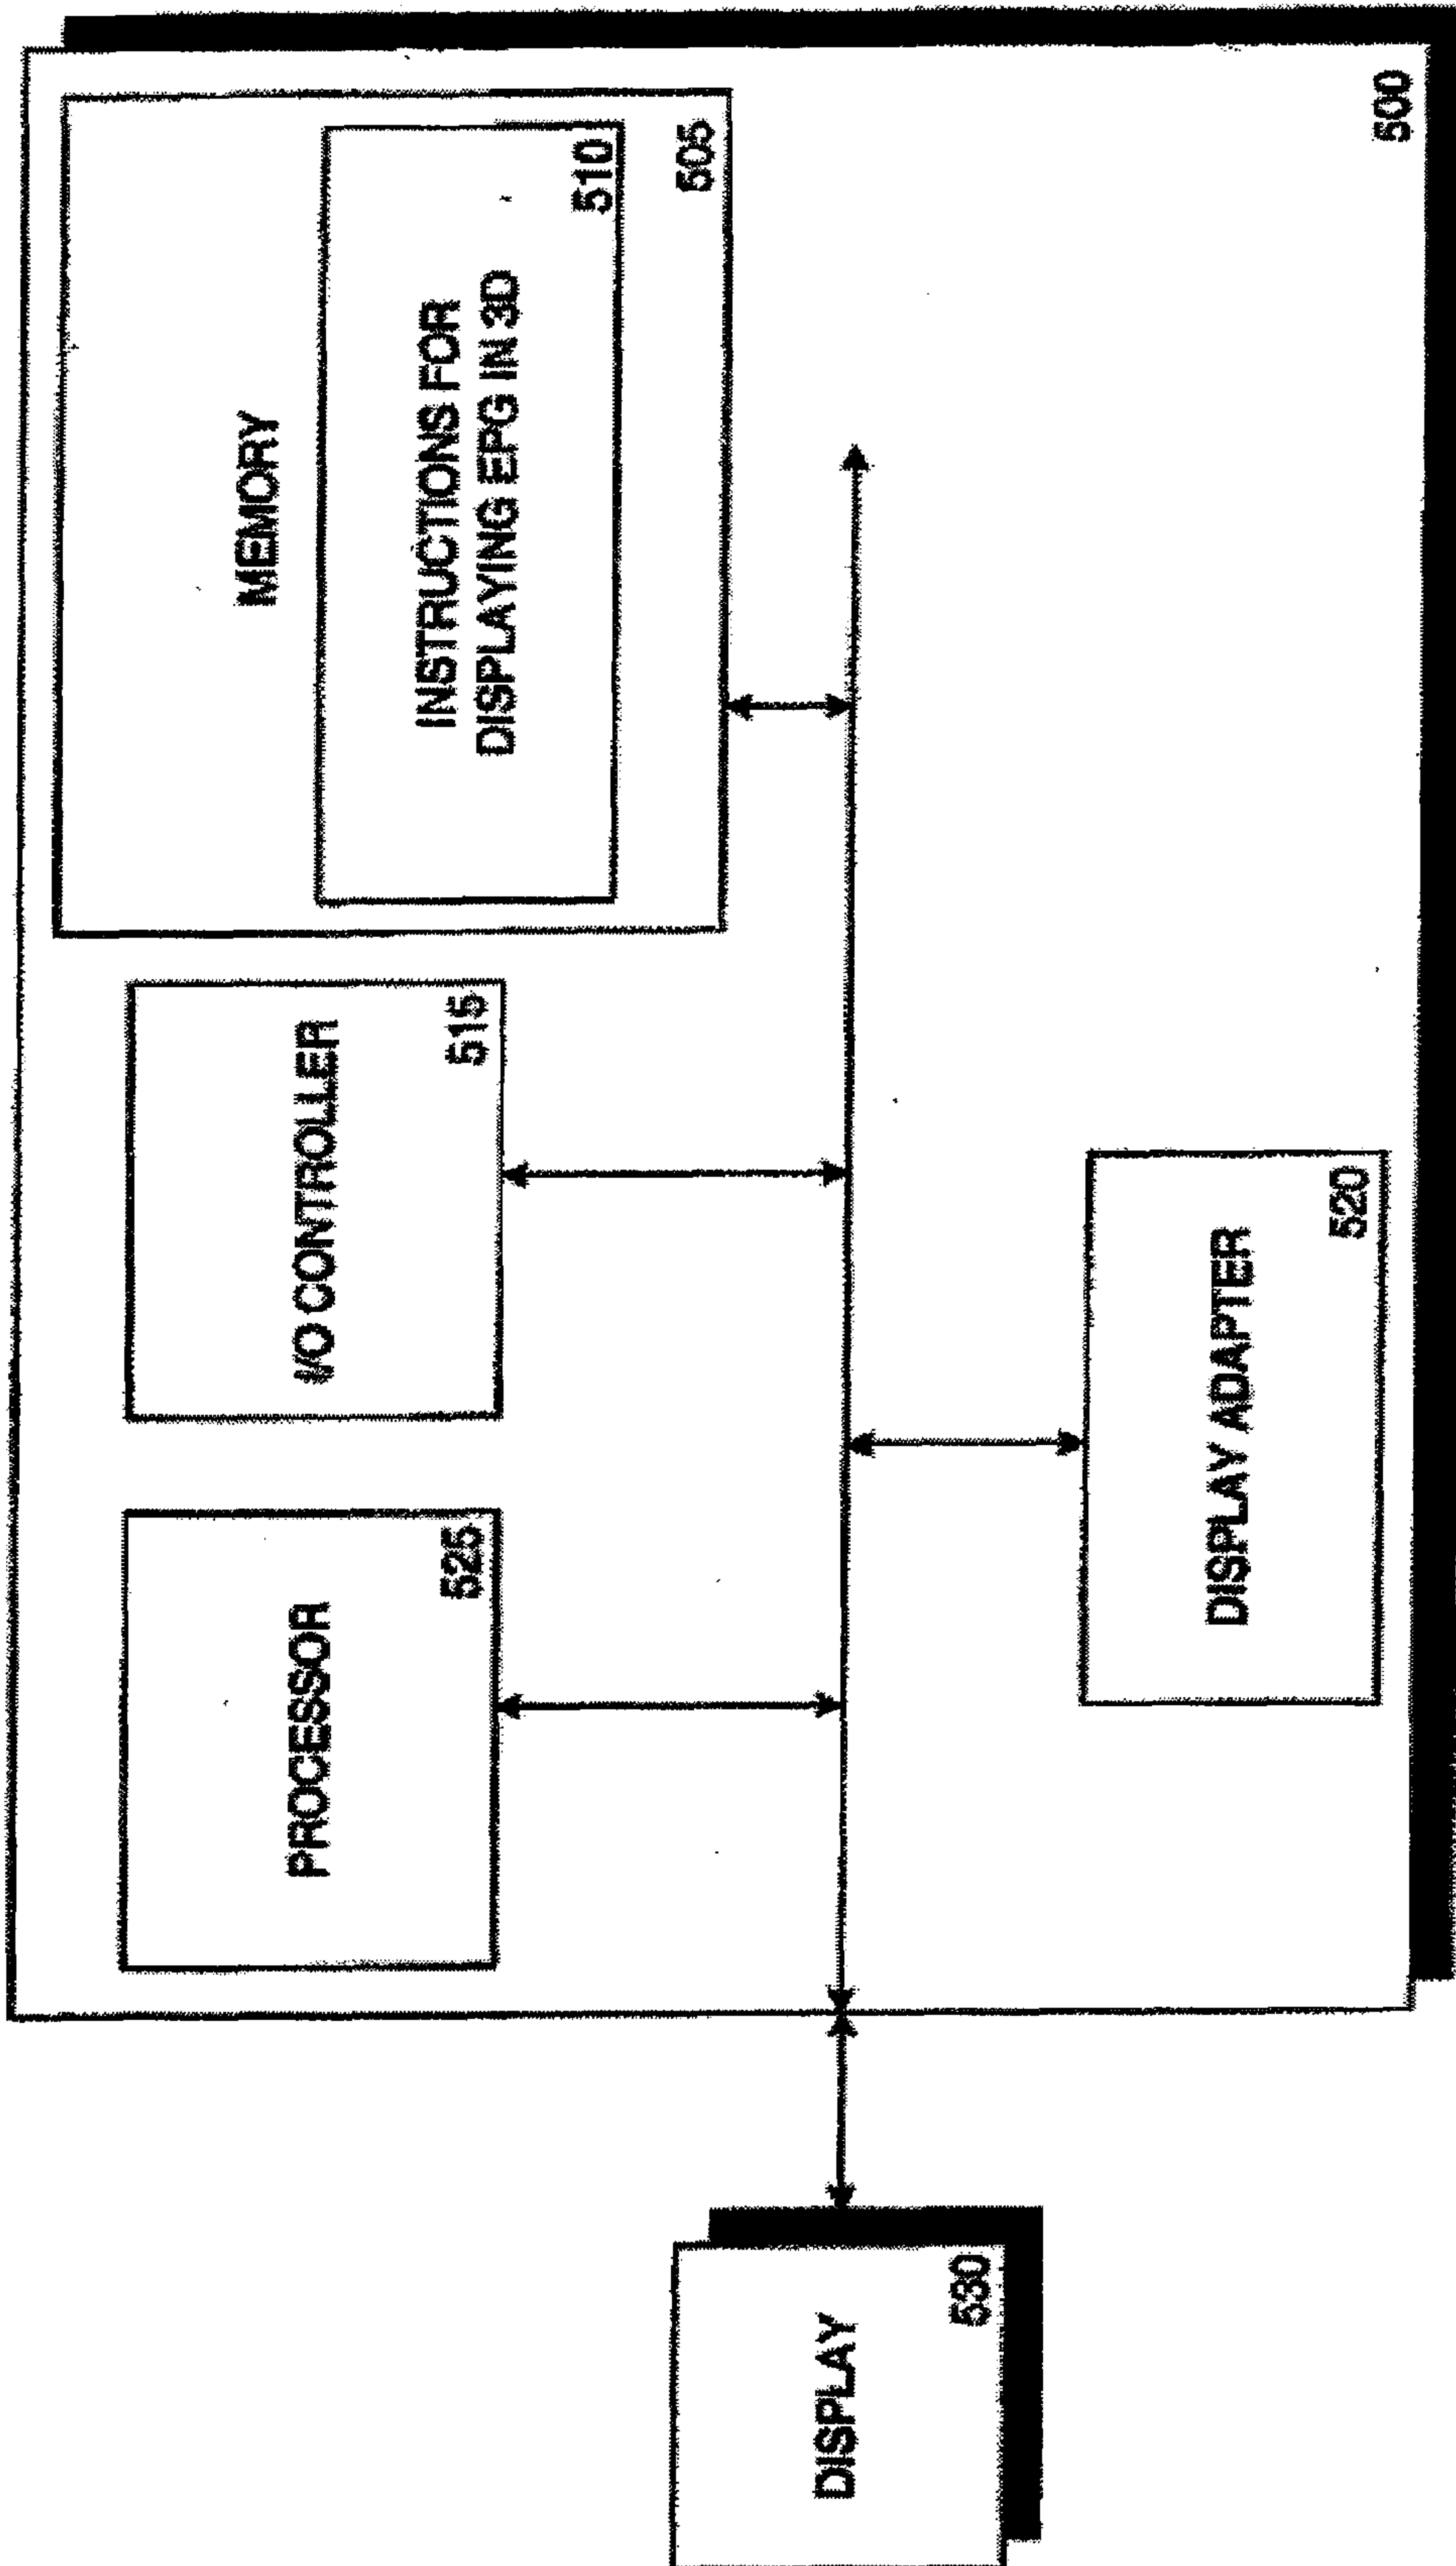 DISPLAY
530
PROCESSOR
525
I/O CONTROLLER
515
MEMORY
INSTRUCTIONS FOR
DISPLAYING EPG IN 3D
510
505
DISPLAY ADAPTER
520
500